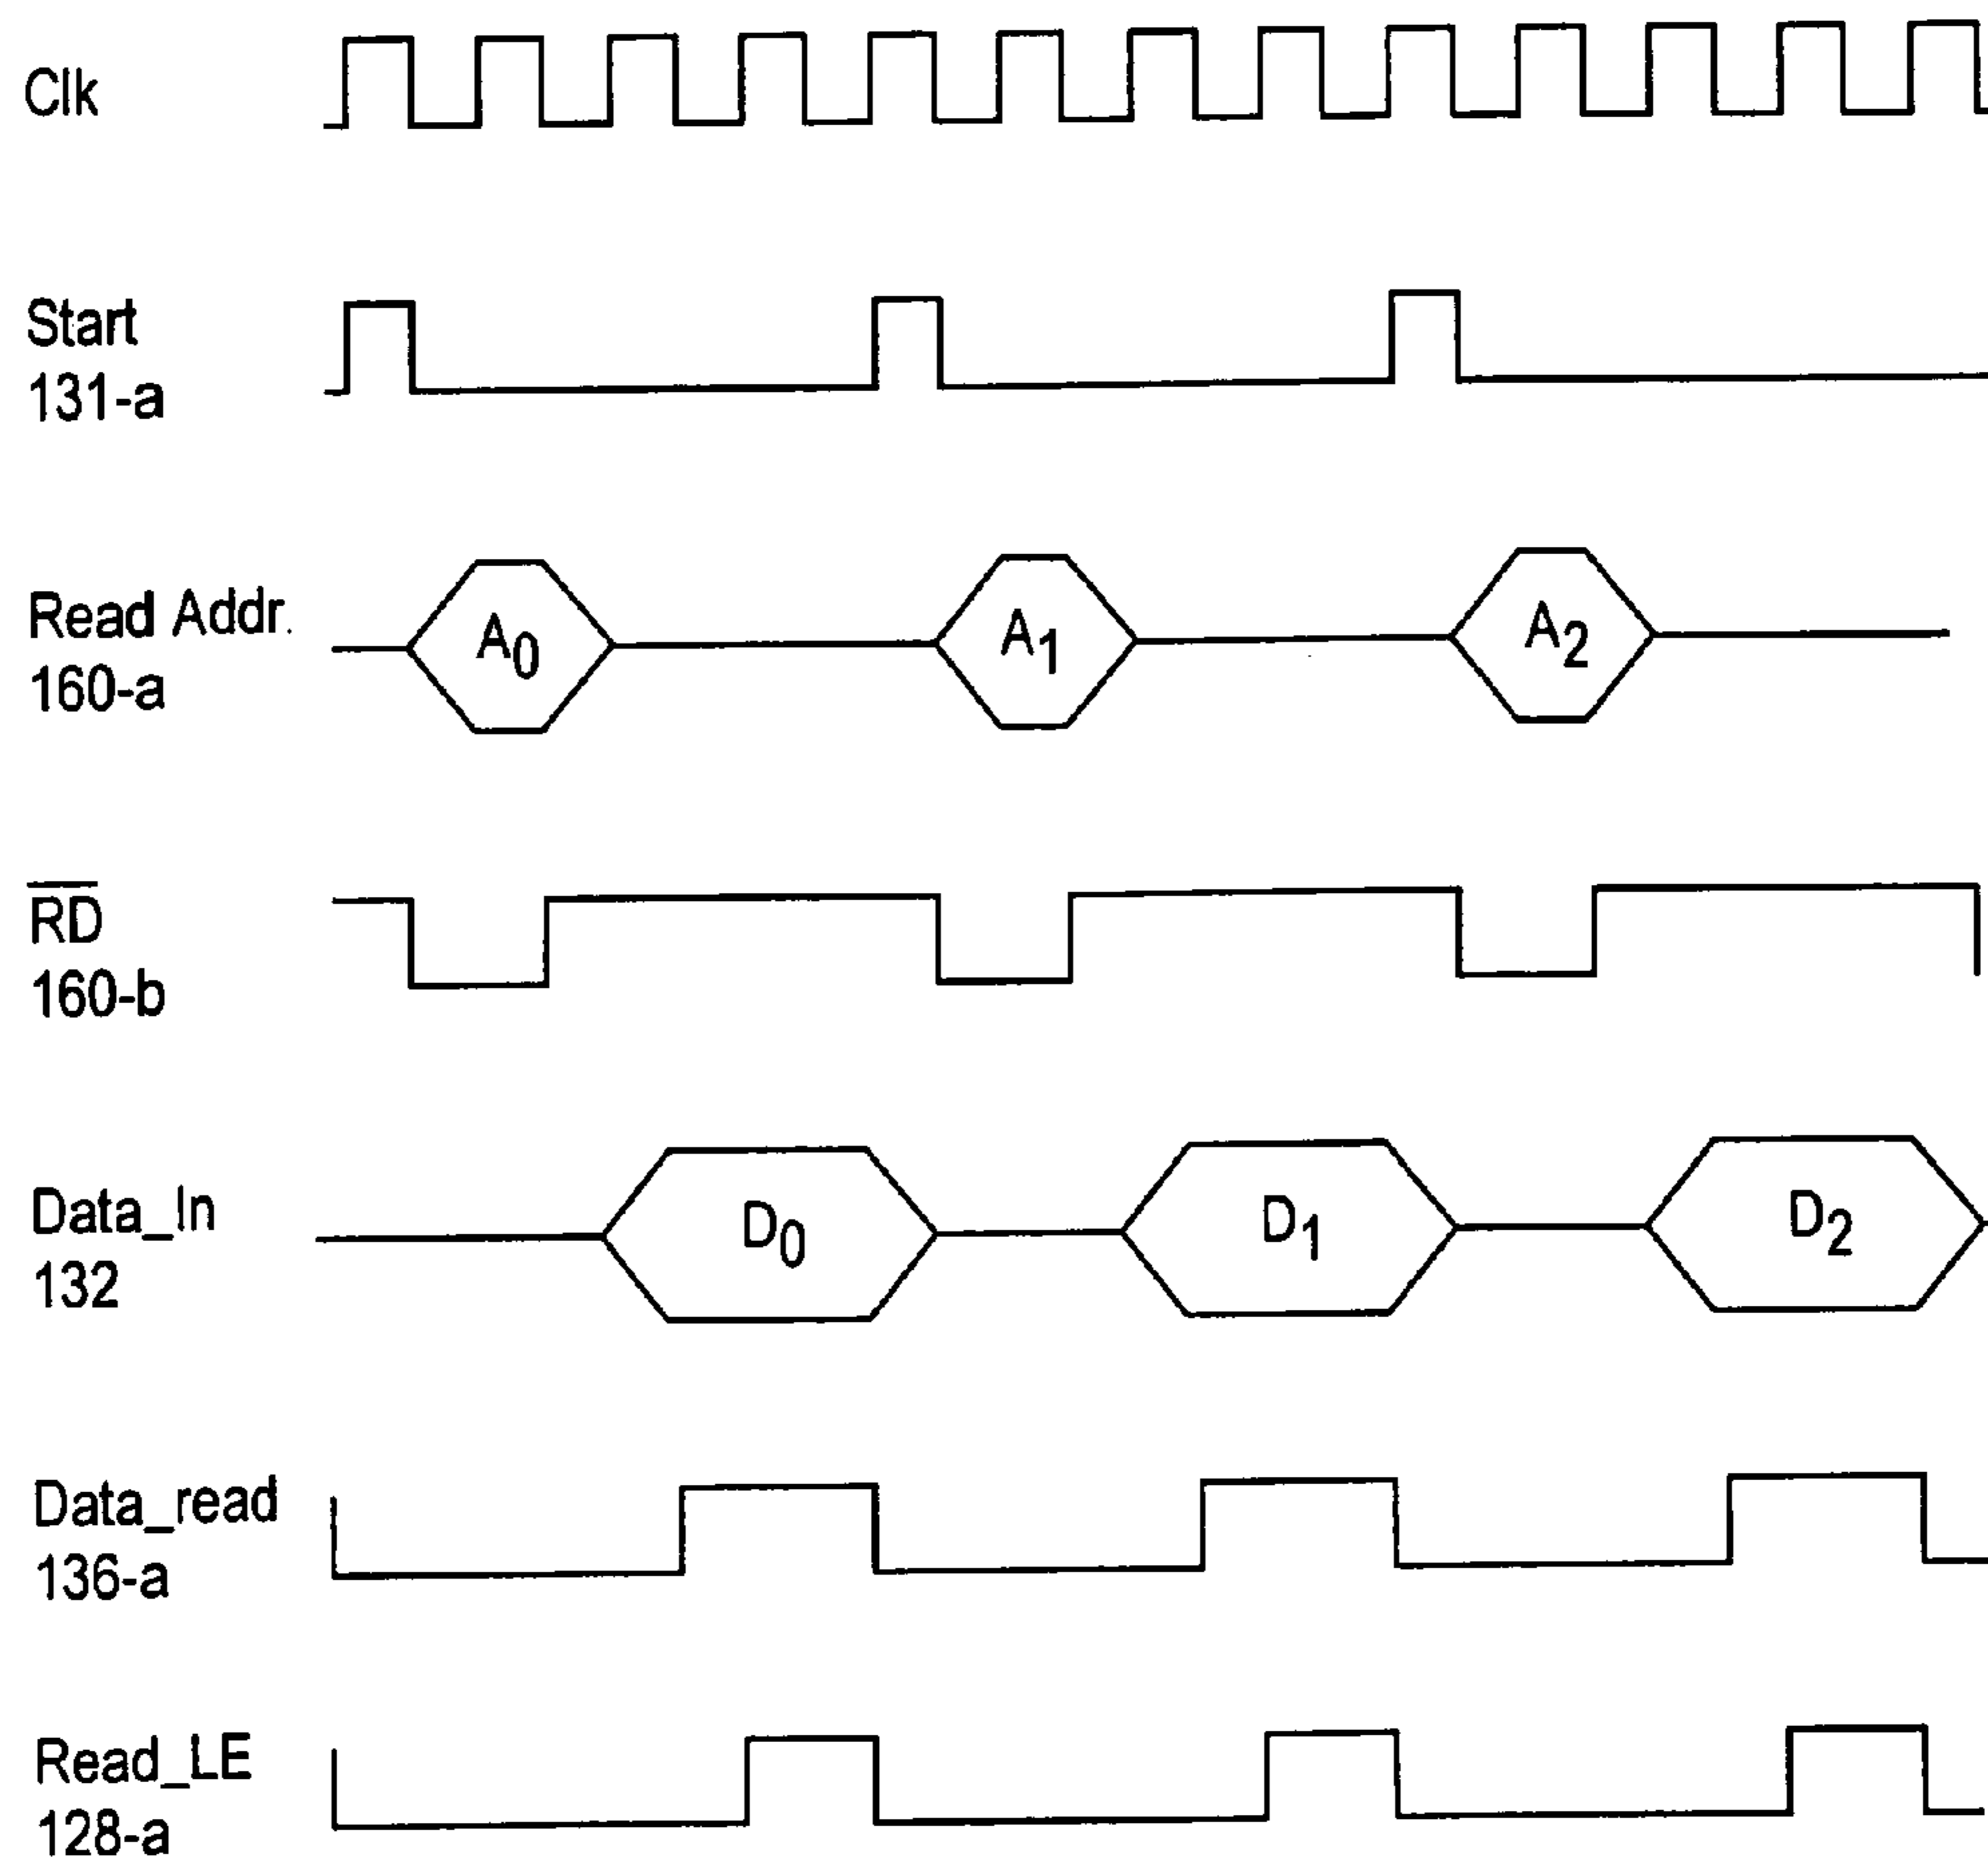 Clk
Start
131-a
Read Addr.
160-a
A0
A1
A2
RD
160-b
Data_In
132
D0
D1
D2
Data_read
136-a
Read_LE
128-a